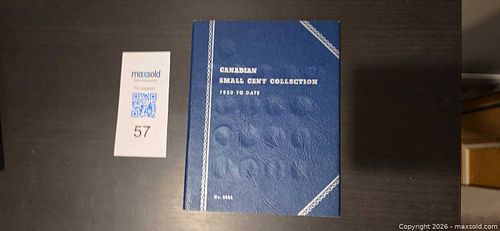 maxsold
57
CANADIAN
SMALL CENT COLLECTION
1920 TO DATE
Copyright 2026 - maxsold.com